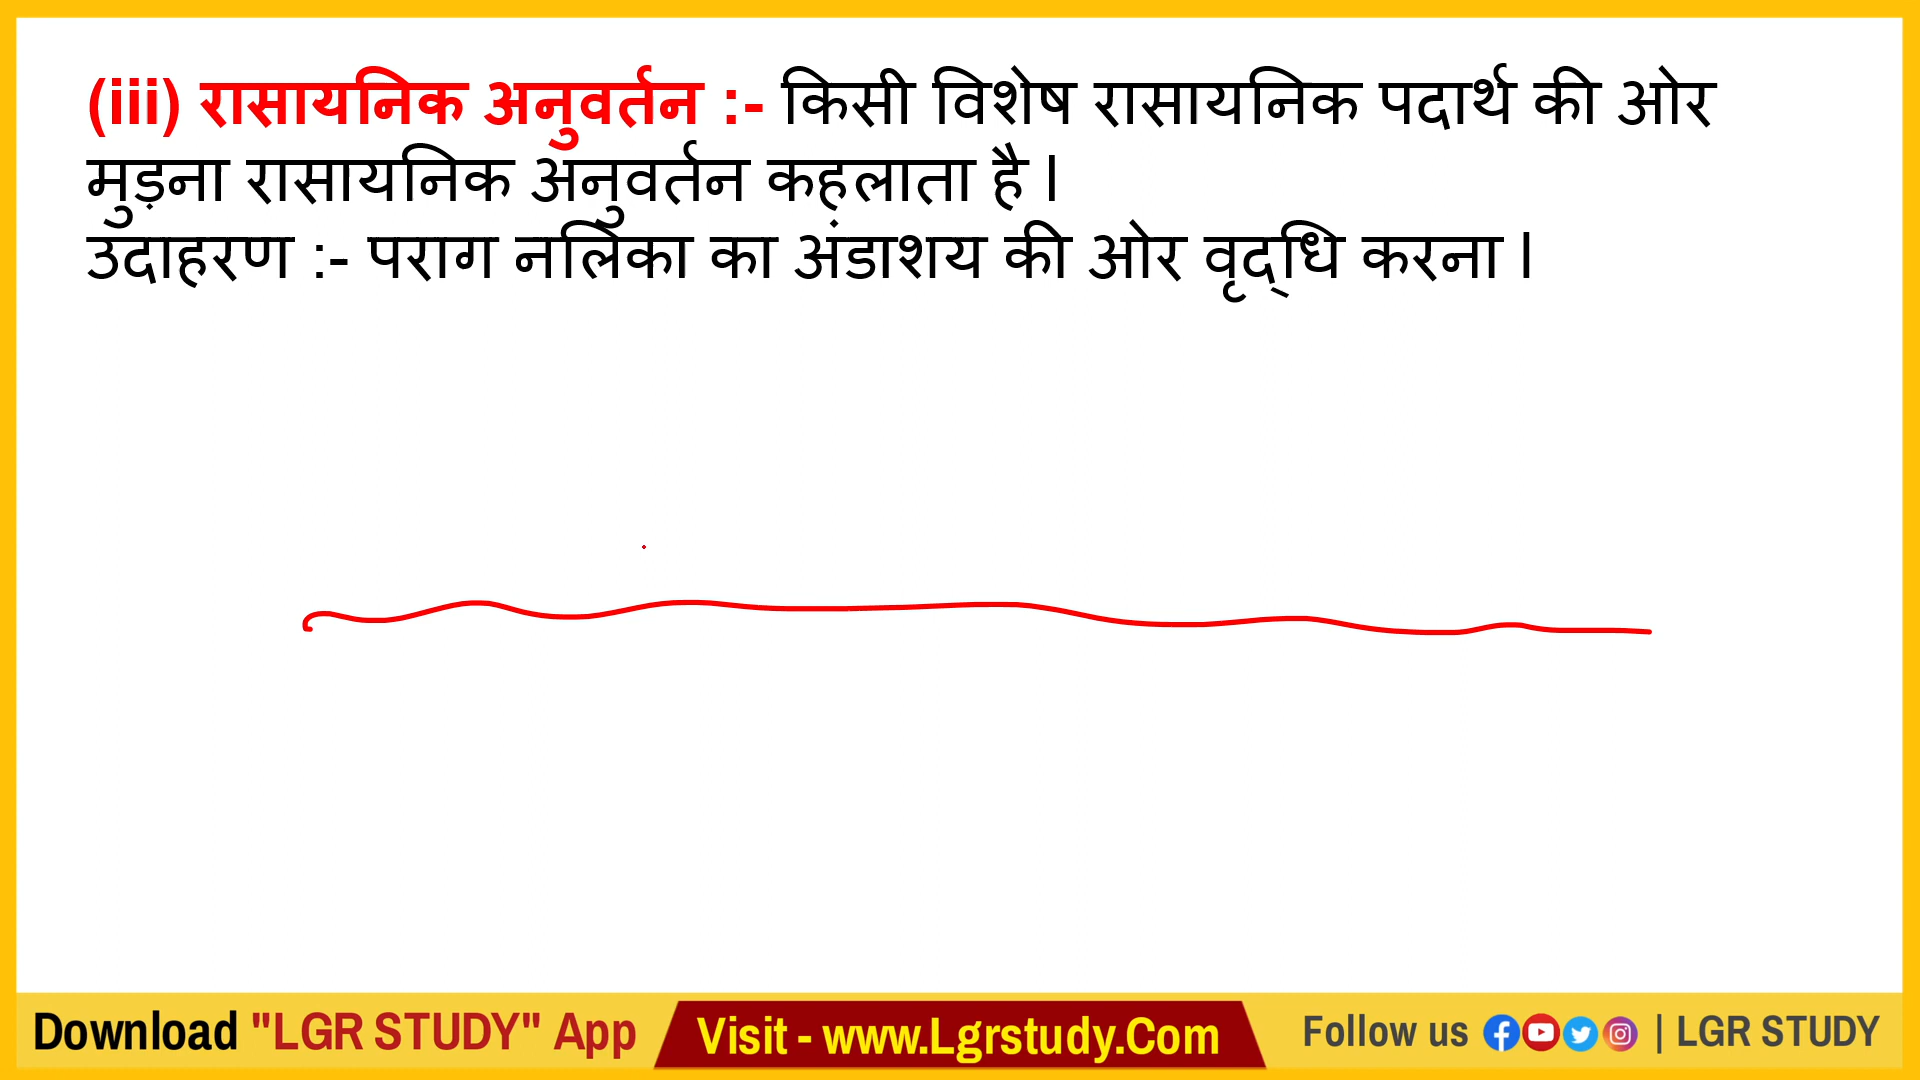 (iii) रासायनिक अनुवर्तन :- किसी विशेष रासायनिक पदार्थ की ओर
मुड़ना रासायनिक अनुवर्तन कहलाता है l
उदाहरण :- पराग नलिका का अंडाशय की ओर वृद्धि करना l
Download "LGR STUDY" App Visit - www.Lgrstudy.Com Follow us | LGR STUDY